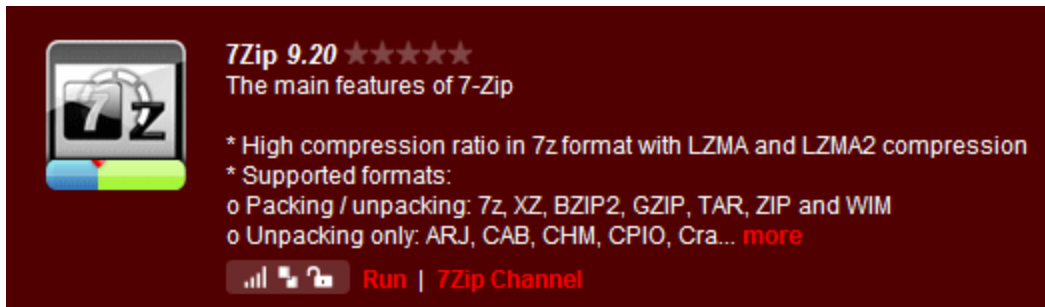 7z
7Zip 9.20
The main features of 7-Zip
* High compression ratio in 7z format with LZMA and LZMA2 compression
* Supported formats:
o Packing / unpacking: 7z, XZ, BZIP2, GZIP, TAR, ZIP and WIM
o Unpacking only: ARJ, CAB, CHM, CPIO, Cra... more
Run | 7Zip Channel